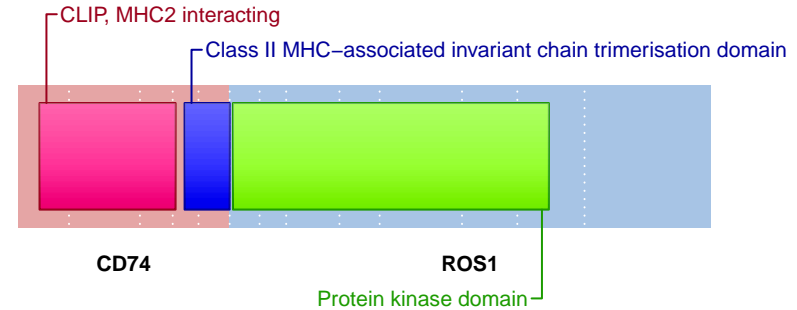 CLIP, MHC2 interacting
Class II MHC−associated invariant chain trimerisation domain
CD74 ROS1
Protein kinase domain